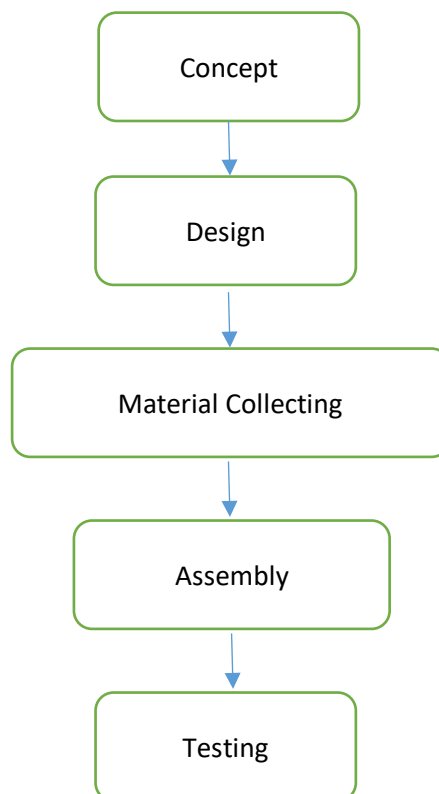 Concept
Design
Material Collecting
Assembly
Testing